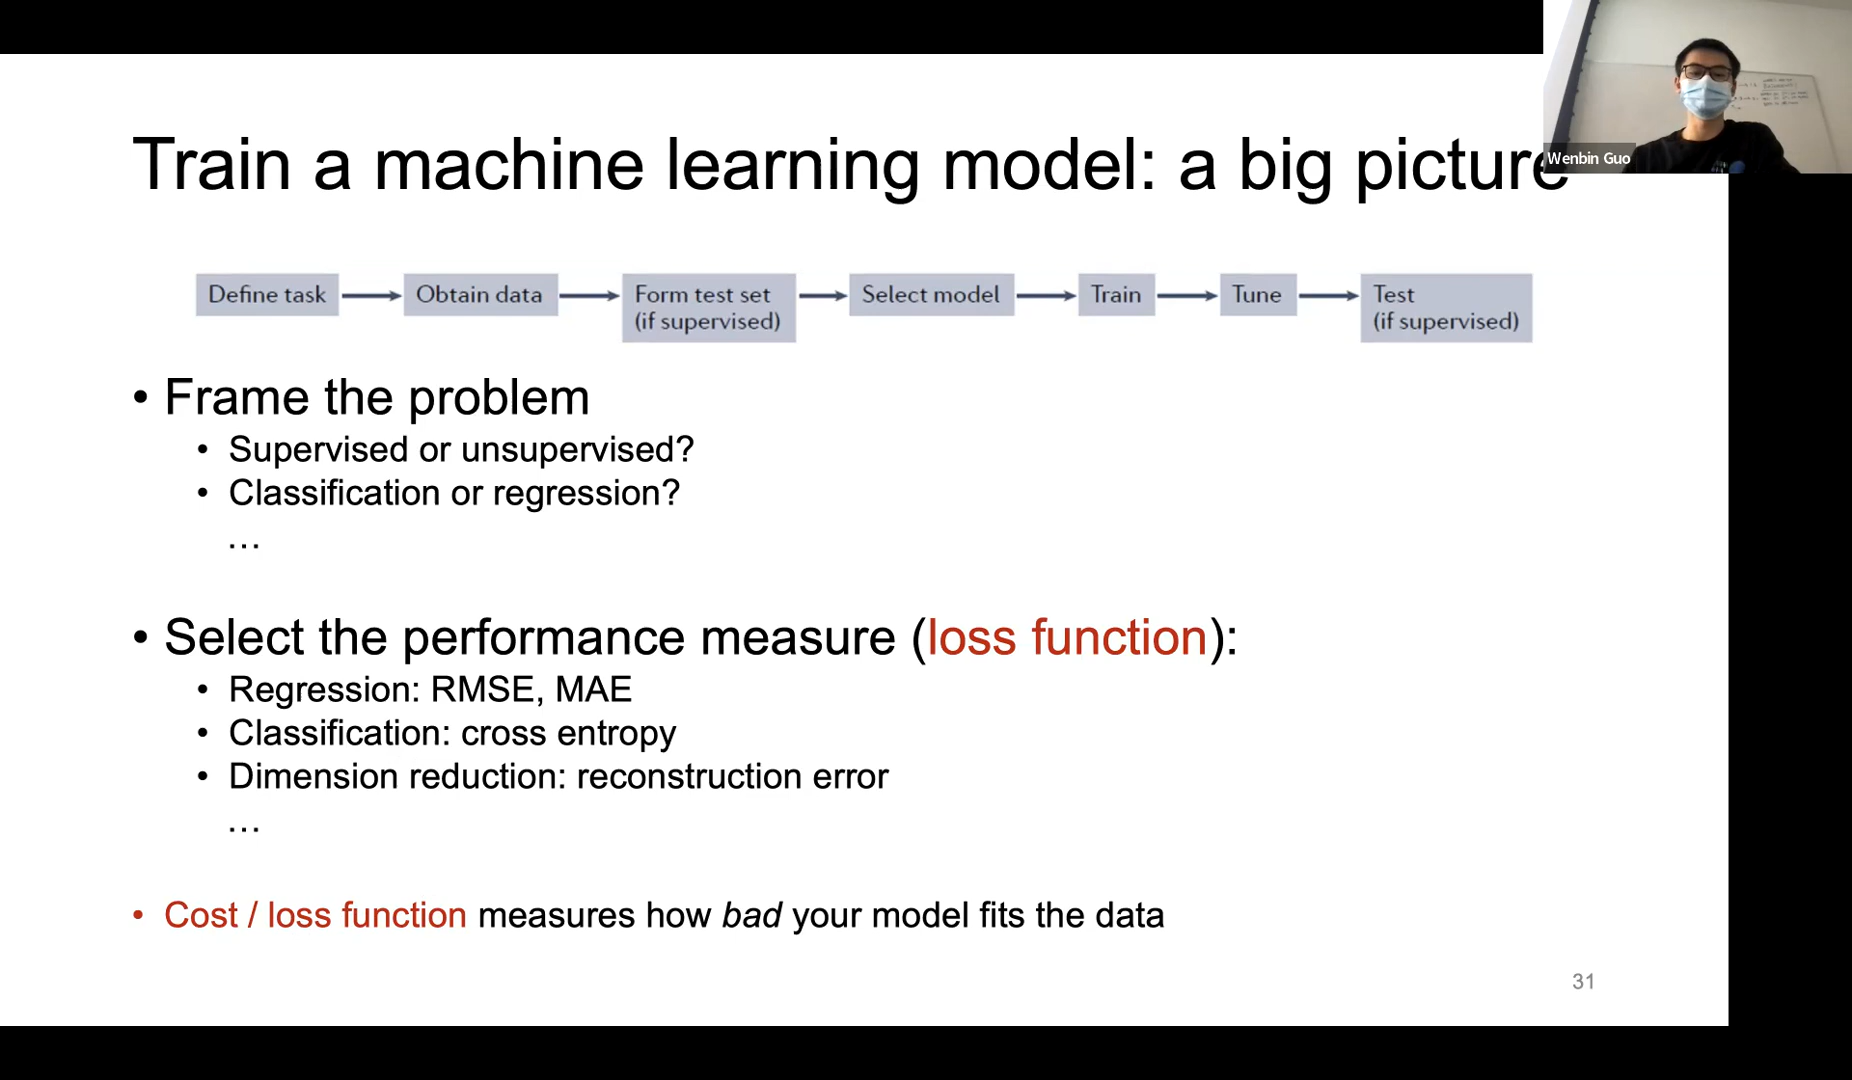 Train a machine learning model: a big picture
Wenbin Guo
Define task
Obtain data
Form test set
(if supervised)
Select model
Train
Tune
Test
(if supervised)
• Frame the problem
• Supervised or unsupervised?
• Classification or regression?
…
• Select the performance measure (loss function):
• Regression: RMSE, MAE
• Classification: cross entropy
• Dimension reduction: reconstruction error
…
• Cost / loss function measures how bad your model fits the data
31